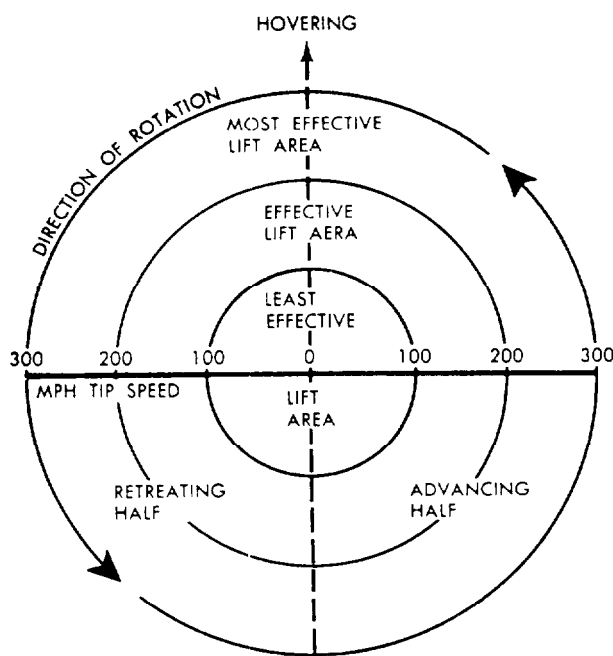 HOVERING
DIRECTION OF ROTATION
MOST EFFECTIVE
LIFT AREA
EFFECTIVE
LIFT AERA
LEAST
EFFECTIVE
300 200 100 0 100 200 300
MPH TIP SPEED
LIFT
AREA
RETREATING
HALF
ADVANCING
HALF